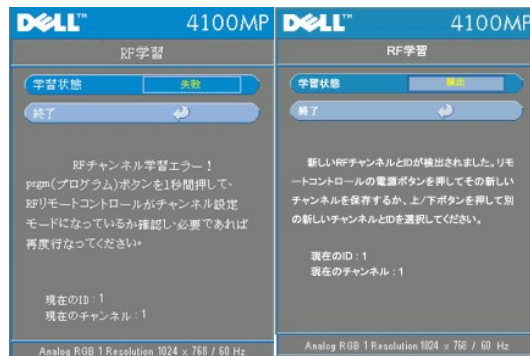 DELL™ 4100MP
RF学習
学習状態 失敗
終了
RFチャンネル学習エラー！
prgm(プログラム)ボタンを1秒間押して、
RFリモートコントロールがチャンネル設定
モードになっているか確認し、必要であれば
再度行なってください。
現在のID：1
現在のチャンネル：1
Analog RGB 1 Resolution 1024 x 768 / 60 Hz
DELL™ 4100MP
RF学習
学習状態 検出
終了
新しいRFチャンネルとIDが検出されました。リモ
ートコントロールの電源ボタンを押してその新しい
チャンネルを保存するか、上/下ボタンを押して別
の新しいチャンネルとIDを選択してください。
現在のID：1
現在のチャンネル：1
Analog RGB 1 Resolution 1024 x 768 / 60 Hz